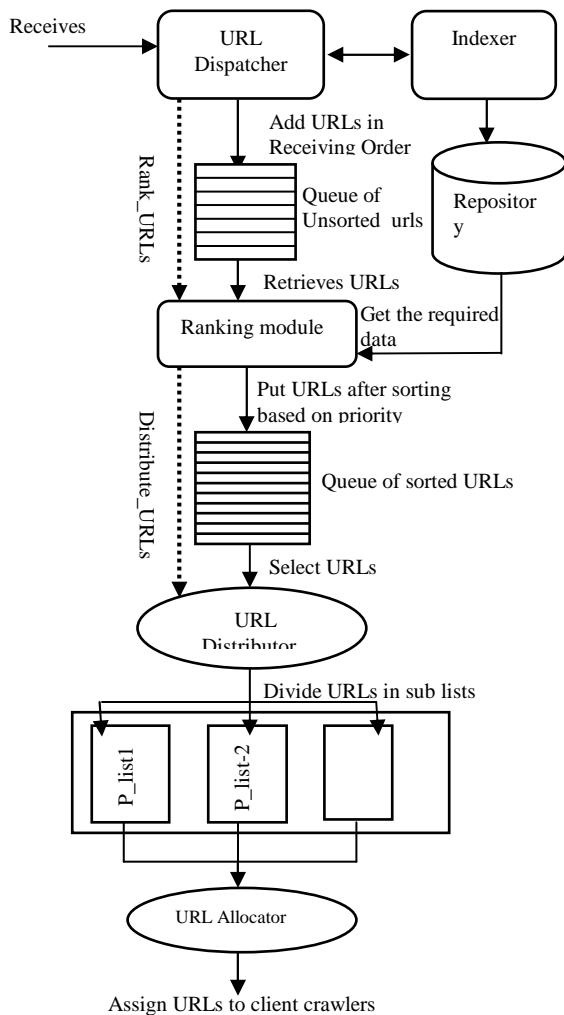 Receives
URL
Dispatcher
Indexer
Add URLs in
Receiving Order
Rank_URLs
Queue of
Unsorted urls
Repositor
y
Retrieves URLs
Ranking module
Get the required
data
Put URLs after sorting
based on priority
Distribute_URLs
Queue of sorted URLs
Select URLs
URL
Distributor
Divide URLs in sub lists
P_list1
P_list-2
URL Allocator
Assign URLs to client crawlers